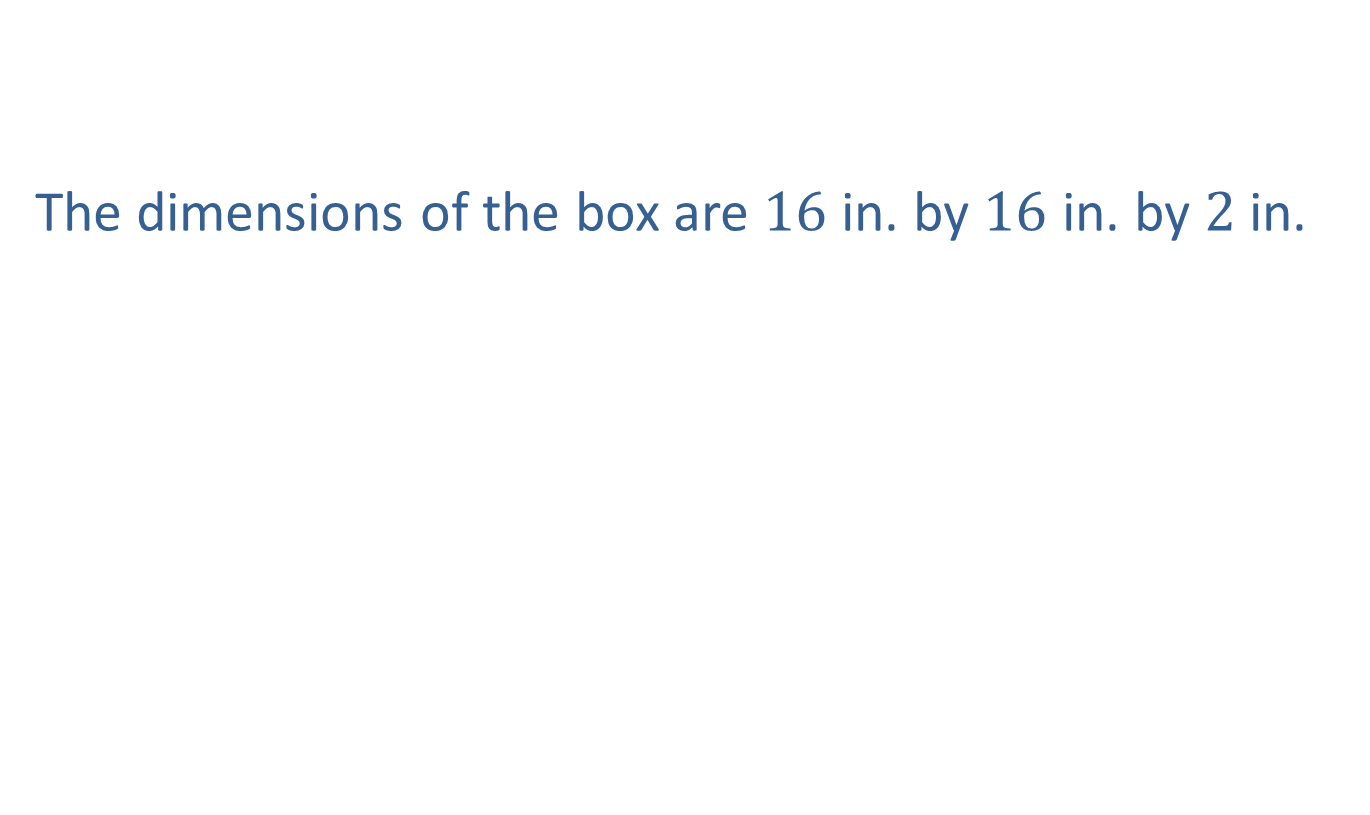 The dimensions of the box are 16 in. by 16 in. by 2 in.